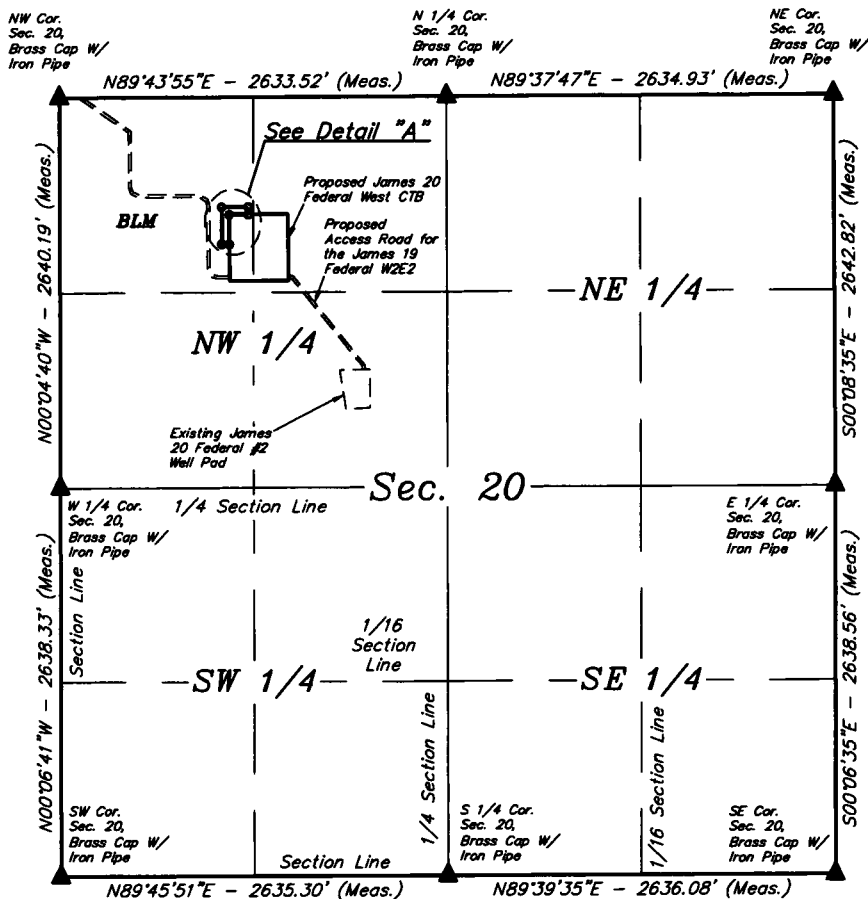 NW Cor.
Sec. 20,
Brass Cap W/
Iron Pipe
N 1/4 Cor.
Sec. 20,
Brass Cap W/
Iron Pipe
NE Cor.
Sec. 20,
Brass Cap W/
Iron Pipe
N89°43'55"E - 2633.52' (Meas.)
N89°37'47"E - 2634.93' (Meas.)
See Detail "A"
Proposed James 20
Federal West CTB
BLM
Proposed
Access Road for
the James 19
Federal W2E2
N00°04'40"W - 2640.19' (Meas.)
S00°08'35"E - 2642.82' (Meas.)
NE 1/4
NW 1/4
Existing James
20 Federal #2
Well Pad
Sec. 20
W 1/4 Cor.
Sec. 20,
Brass Cap W/
Iron Pipe
1/4 Section Line
E 1/4 Cor.
Sec. 20,
Brass Cap W/
Iron Pipe
Section Line
N00°06'41"W - 2638.33' (Meas.)
1/16
Section
Line
S00°06'35"E - 2638.56' (Meas.)
SW 1/4
SE 1/4
1/4 Section Line
1/16 Section Line
SW Cor.
Sec. 20,
Brass Cap W/
Iron Pipe
S 1/4 Cor.
Sec. 20,
Brass Cap W/
Iron Pipe
SE Cor.
Sec. 20,
Brass Cap W/
Iron Pipe
Section Line
N89°45'51"E - 2635.30' (Meas.)
N89°39'35"E - 2636.08' (Meas.)